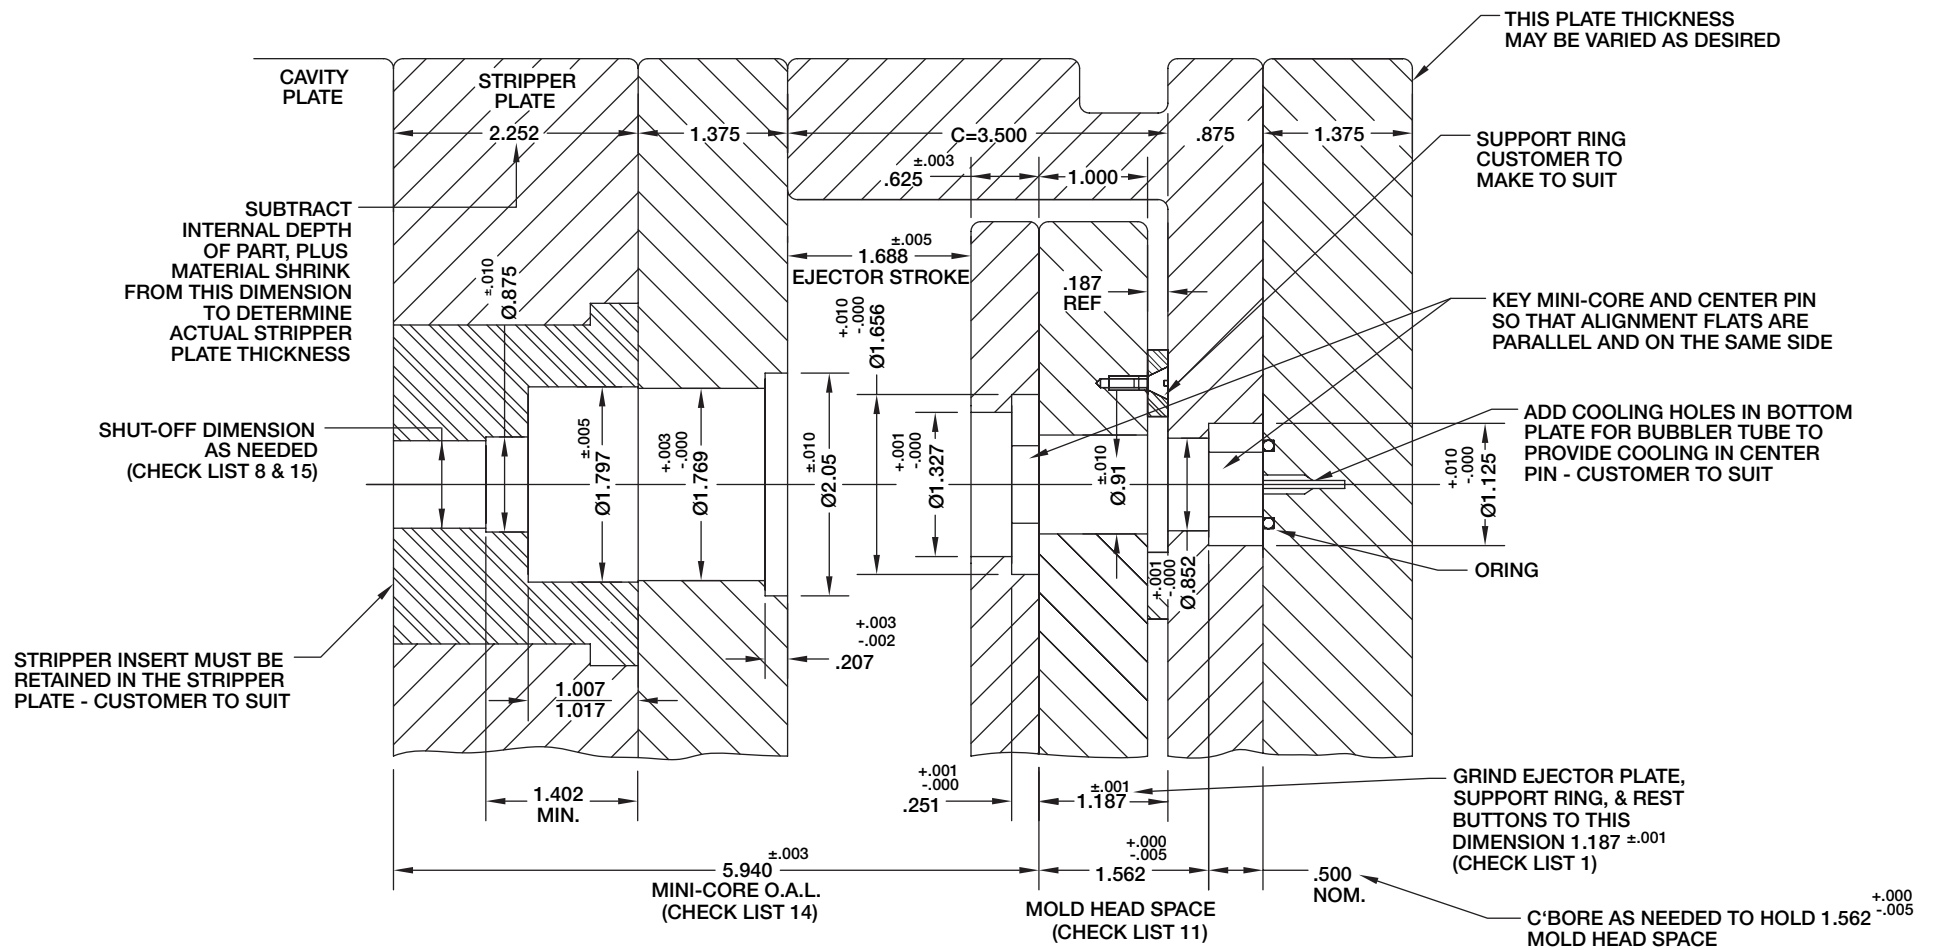 THIS PLATE THICKNESS
MAY BE VARIED AS DESIRED
CAVITY
PLATE
STRIPPER
PLATE
2.252
1.375
C=3.500
.875
1.375
±.003
.625
1.000
SUPPORT RING
CUSTOMER TO
MAKE TO SUIT
SUBTRACT
INTERNAL DEPTH
OF PART, PLUS
MATERIAL SHRINK
FROM THIS DIMENSION
TO DETERMINE
ACTUAL STRIPPER
PLATE THICKNESS
±.010
Ø.875
±.005
1.688
EJECTOR STROKE
.187
REF
+.010
-.000
Ø1.656
KEY MINI-CORE AND CENTER PIN
SO THAT ALIGNMENT FLATS ARE
PARALLEL AND ON THE SAME SIDE
SHUT-OFF DIMENSION
AS NEEDED
(CHECK LIST 8 & 15)
±.005
Ø1.797
+.003
-.000
Ø1.769
±.010
Ø2.05
+.001
-.000
Ø1.327
±.010
Ø.91
+.001
-.000
Ø.852
ADD COOLING HOLES IN BOTTOM
PLATE FOR BUBBLER TUBE TO
PROVIDE COOLING IN CENTER
PIN - CUSTOMER TO SUIT
+.010
-.000
Ø1.125
ORING
STRIPPER INSERT MUST BE
RETAINED IN THE STRIPPER
PLATE - CUSTOMER TO SUIT
+.003
-.002
.207
1.007
1.017
1.402
MIN.
+.001
-.000
.251
±.001
1.187
GRIND EJECTOR PLATE,
SUPPORT RING, & REST
BUTTONS TO THIS
DIMENSION 1.187 ±.001
(CHECK LIST 1)
±.003
5.940
MINI-CORE O.A.L.
(CHECK LIST 14)
+.000
-.005
1.562
MOLD HEAD SPACE
(CHECK LIST 11)
.500
NOM.
C'BORE AS NEEDED TO HOLD 1.562 +.000 -.005
MOLD HEAD SPACE